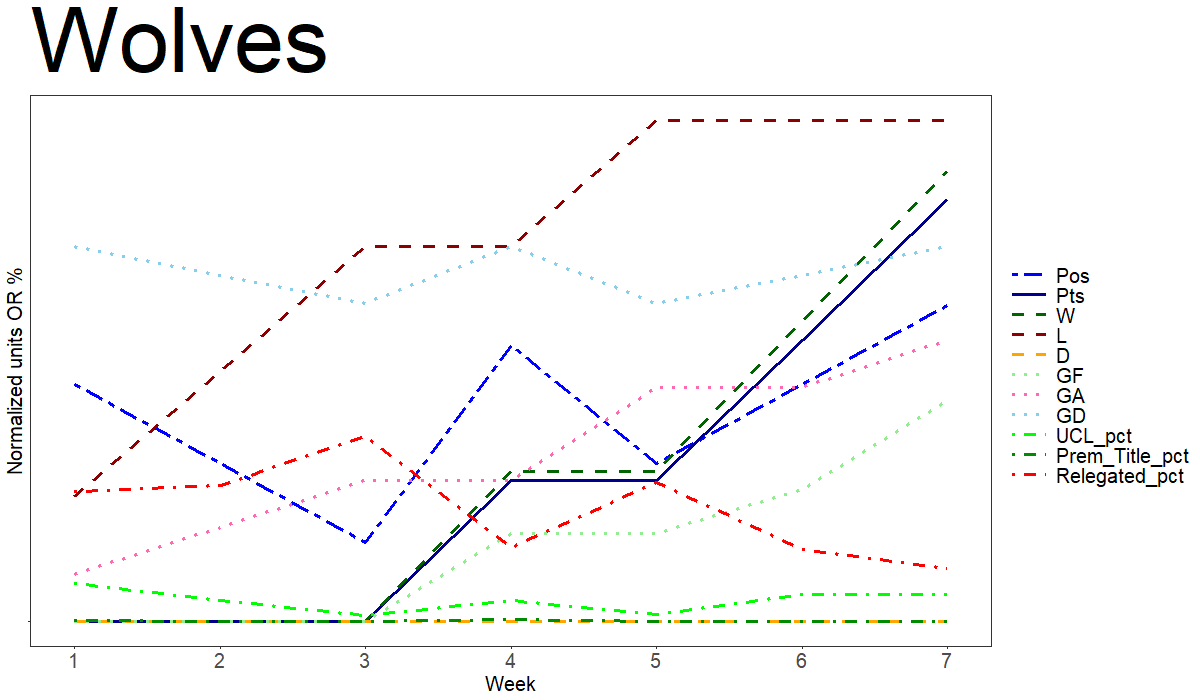 Wolves
Normalized units OR %
1 2 3 4 5 6 7
Week
Pos
Pts
W
L
D
GF
GA
GD
UCL_pct
Prem_Title_pct
Relegated_pct